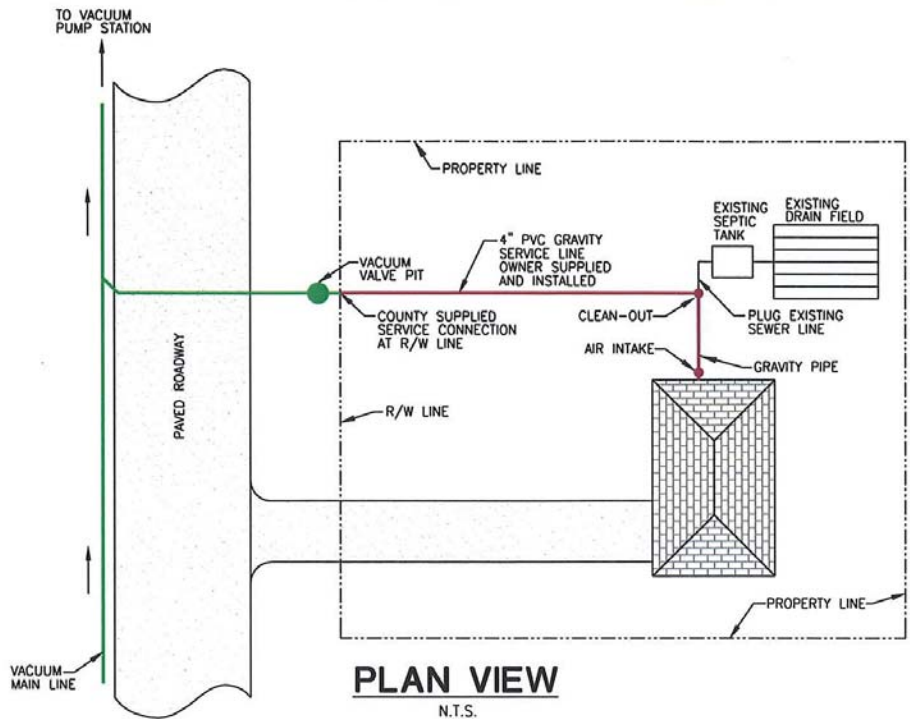 TO VACUUM
PUMP STATION
PROPERTY LINE
EXISTING
SEPTIC
TANK
EXISTING
DRAIN FIELD
4" PVC GRAVITY
SERVICE LINE
OWNER SUPPLIED
AND INSTALLED
VACUUM
VALVE PIT
COUNTY SUPPLIED
SERVICE CONNECTION
AT R/W LINE
CLEAN-OUT
PLUG EXISTING
SEWER LINE
AIR INTAKE
GRAVITY PIPE
PAVED ROADWAY
R/W LINE
PROPERTY LINE
VACUUM
MAIN LINE
PLAN VIEW
N.T.S.